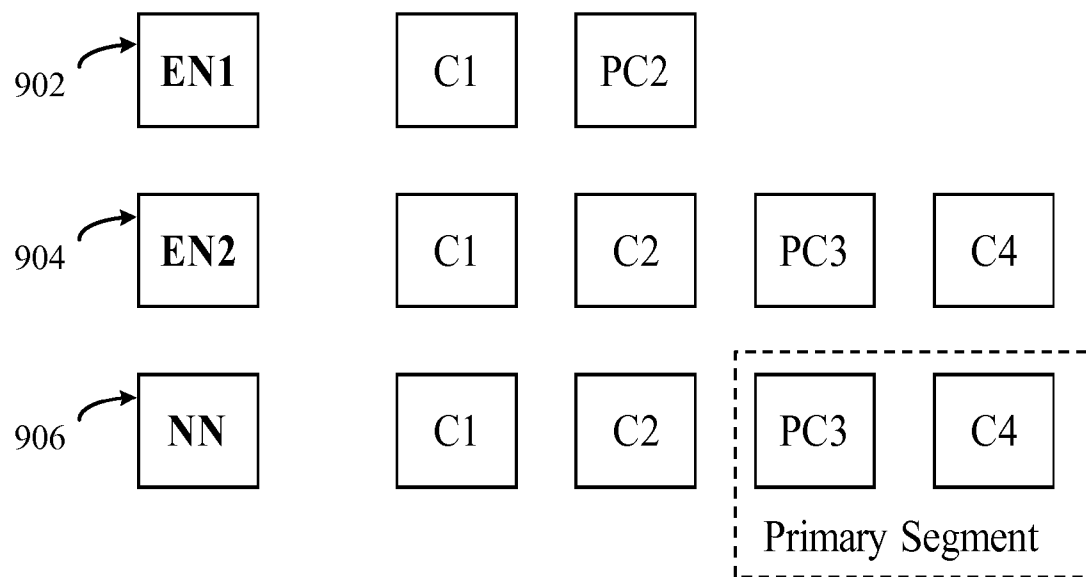 902 EN1 C1 PC2
904 EN2 C1 C2 PC3 C4
906 NN C1 C2 PC3 C4
Primary Segment